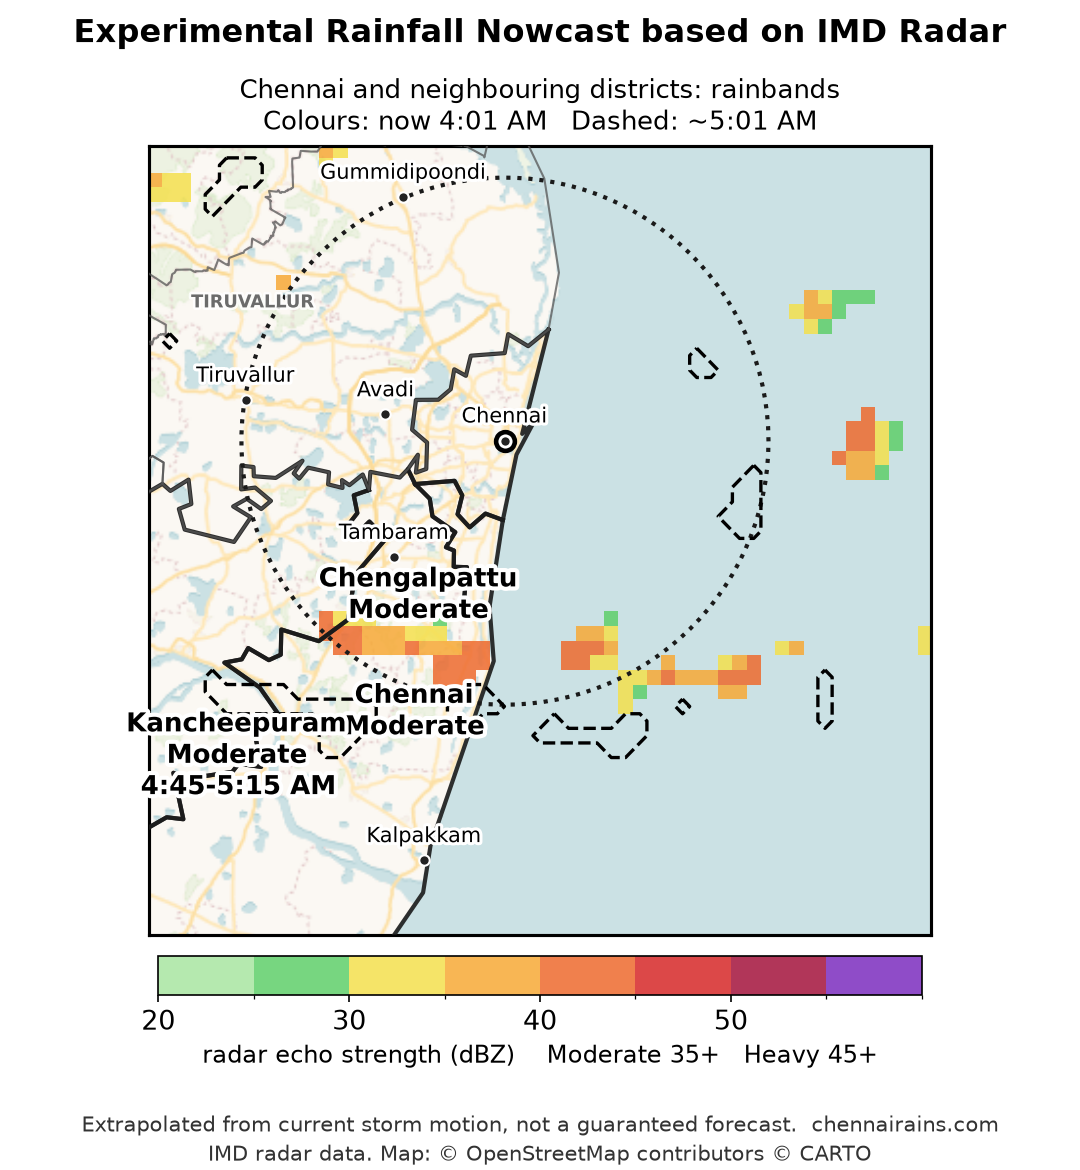 Experimental Rainfall Nowcast based on IMD Radar
Chennai and neighbouring districts: rainbands
Colours: now 4:01 AM   Dashed: ~5:01 AM
Gummidipoondi
TIRUVALLUR
Tiruvallur
Avadi
Chennai
Tambaram
Chengalpattu
Moderate
Chennai
Moderate
Kancheepuram
Moderate
4:45-5:15 AM
Kalpakkam
20 30 40 50
radar echo strength (dBZ)    Moderate 35+   Heavy 45+
Extrapolated from current storm motion, not a guaranteed forecast.  chennairains.com
IMD radar data. Map: © OpenStreetMap contributors © CARTO